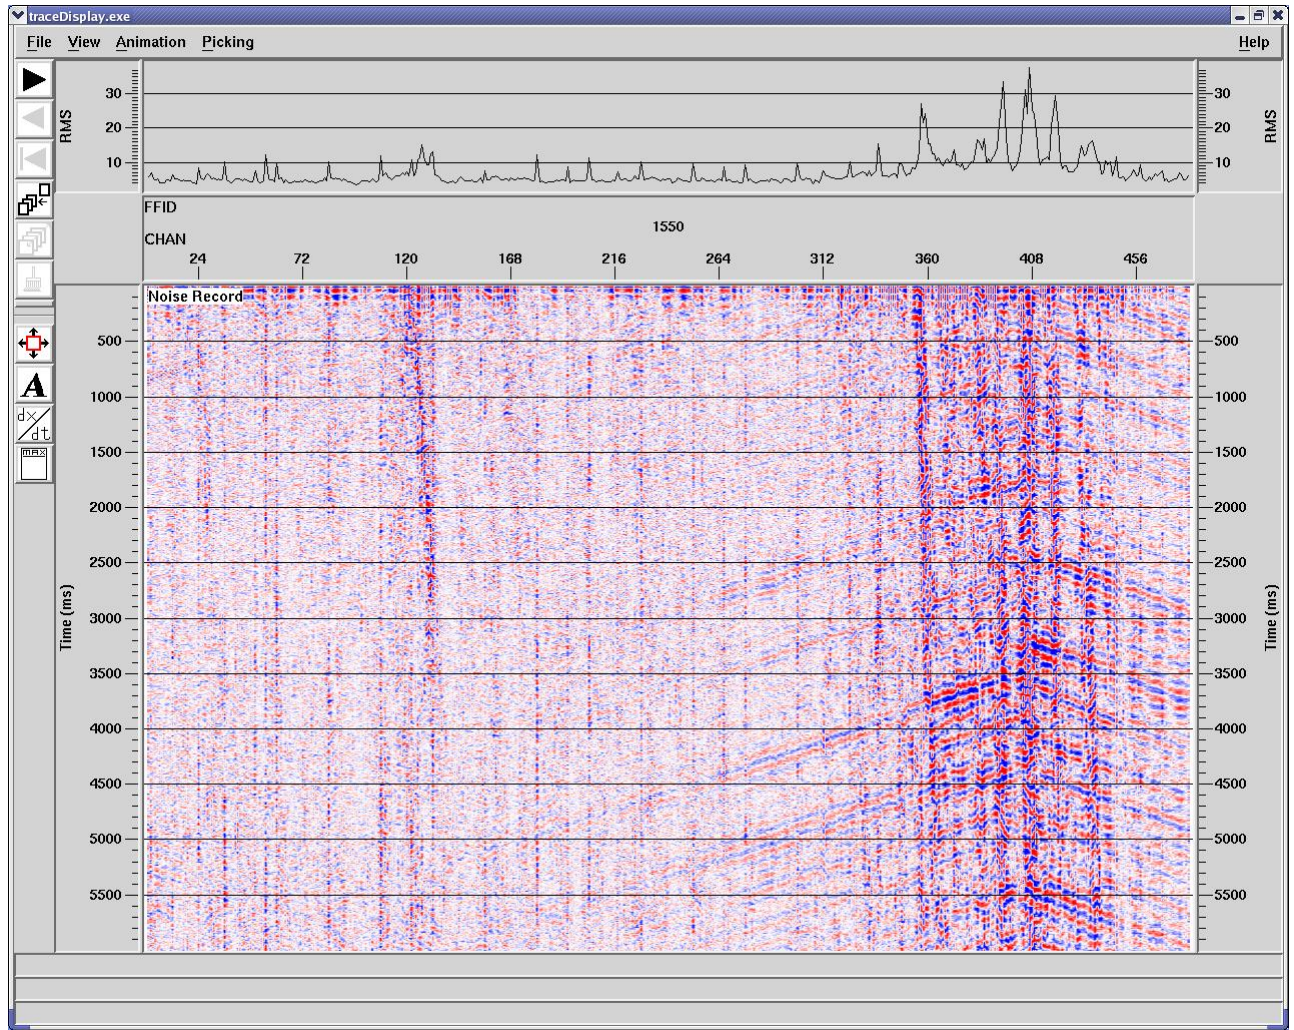 traceDisplay.exe
File View Animation Picking Help
RMS 30 20 10 30 20 10 RMS
FFID
1550
CHAN
24 72 120 168 216 264 312 360 408 456
Noise Record
500 500
1000 1000
1500 1500
2000 2000
2500 2500
Time (ms) 3000 3000 Time (ms)
3500 3500
4000 4000
4500 4500
5000 5000
5500 5500
A
dx/dt
max